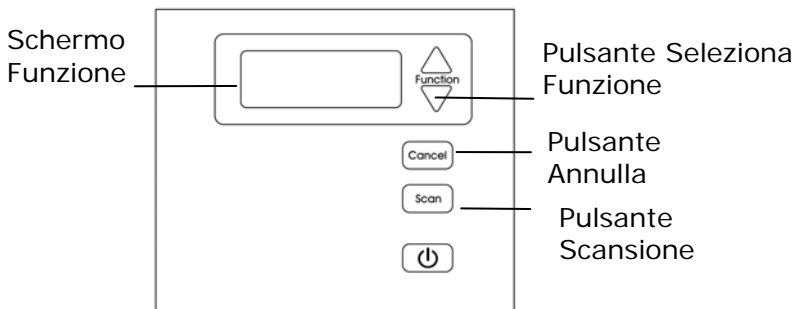 Schermo
Funzione
Function
Pulsante Seleziona
Funzione
Cancel
Pulsante
Annulla
Scan
Pulsante
Scansione